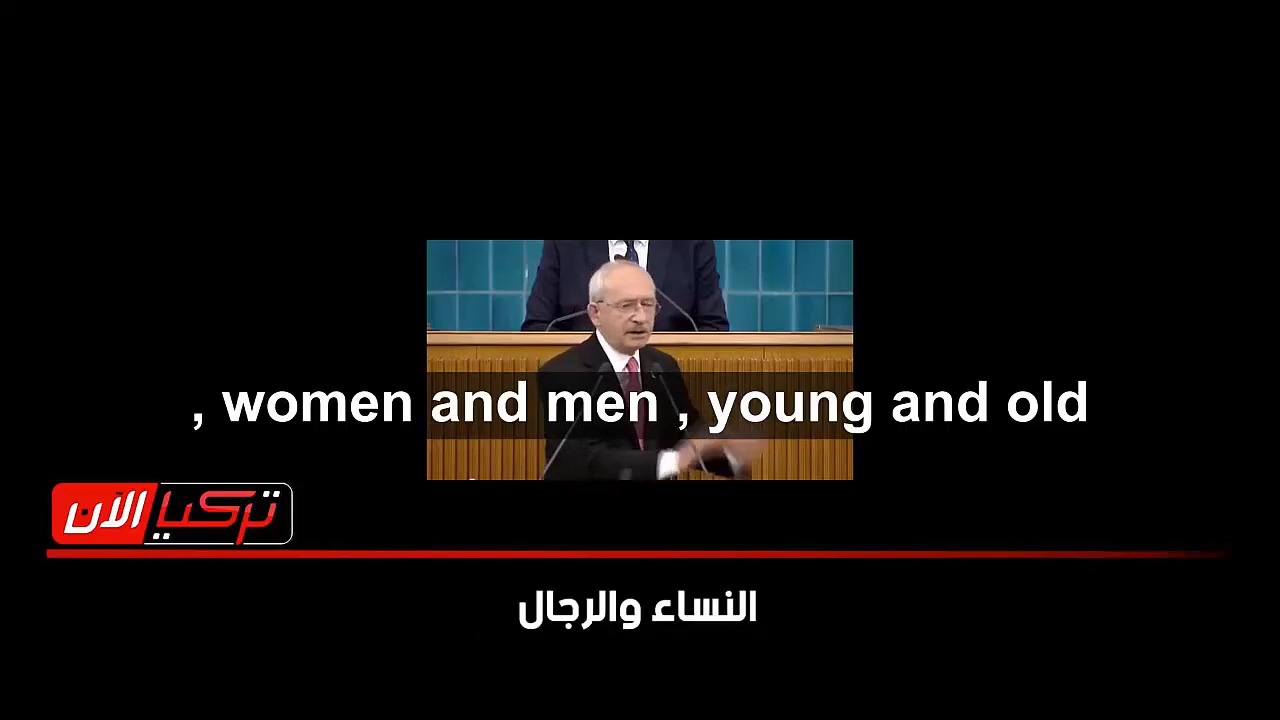 , women and men , young and old
تركيا الآن
النساء والرجال